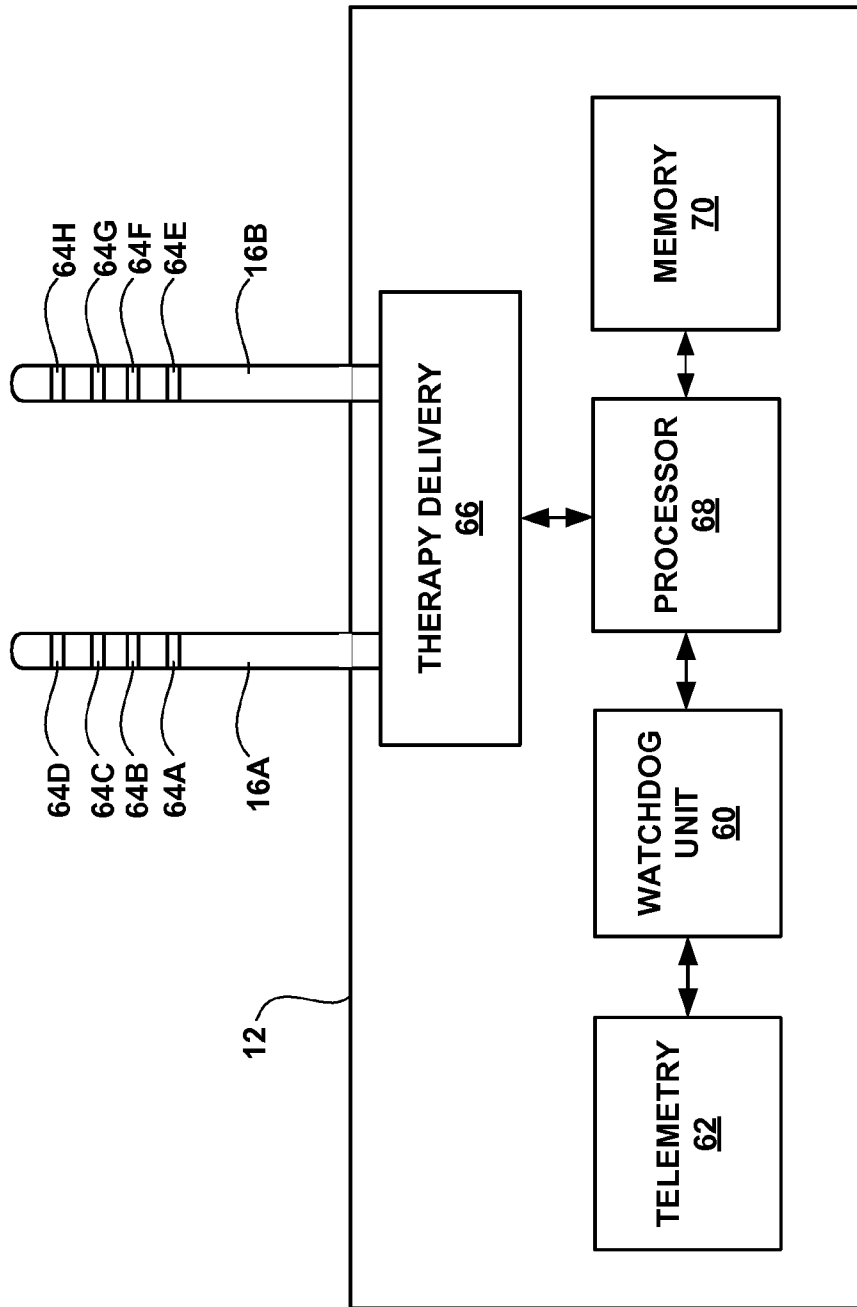 64D
64C
64B
64A
16A
64H
64G
64F
64E
16B
12
THERAPY DELIVERY
66
TELEMETRY
62
WATCHDOG
UNIT
60
PROCESSOR
68
MEMORY
70